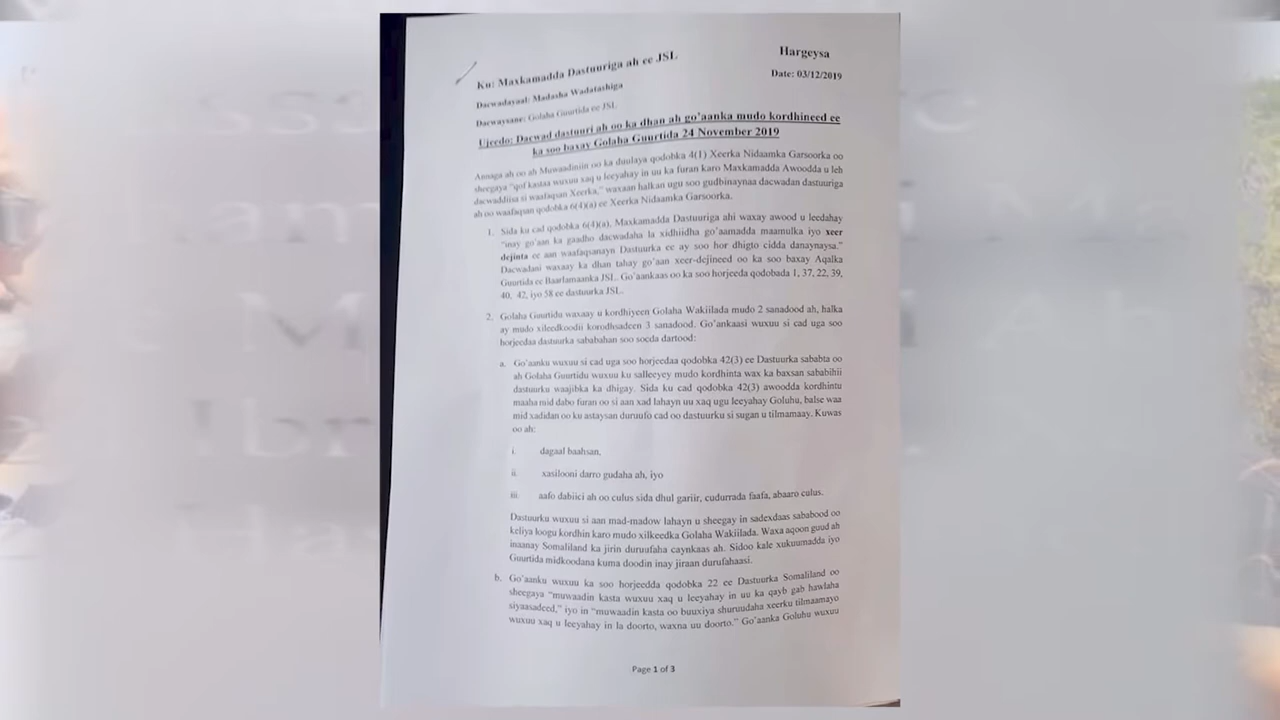 Hargeysa
Ku: Maxkamadda Dastuuriga ah ee JSL
Date: 03/12/2019
Dacwadayaal: Madasha Wadatashiga
Dacwaysane: Golaha Guurtida ee JSL
Ujeedo: Dacwad dastuuri ah oo ka dhan ah go'aanka mudo kordhineed ee
ka soo baxay Golaha Guurtida 24 November 2019
Annaga ah oo ah Muwaadiniin oo ka duulaya qodobka 4(1) Xeerka Nidaamka Garsoorka oo
sheegaya "qof kastaa wuxuu xaq u leeyahay in uu ka furan karo Maxkamadda Awoodda u leh
dacwaddiisa si waafaqsan Xeerka," waxaan halkan ugu soo gudbinaynaa dacwadan dastuuriga
ah oo waafaqsan qodobka 6(4)(a) ee Xeerka Nidaamka Garsoorka.
1. Sida ku cad qodobka 6(4)(a), Maxkamadda Dastuuriga ahi waxay awood u leedahay
"inay go'aan ka gaadho dacwadaha la xidhiidha go'aamada maamulka iyo xeer
dejinta ee aan waafaqsanayn Dastuurka ee ay soo hor dhigto cidda danaynaysa."
Dacwadani waxaay ka dhan tahay go'aan xeer-dejineed oo ka soo baxay Aqalka
Guurtida ee Baarlamaanka JSL. Go'aankaas oo ka soo horjeeda qodobada 1, 37, 22, 39,
40, 42, iyo 58 ee dastuurka JSL.
2. Golaha Guurtidu waxaay u kordhiyeen Golaha Wakiilada mudo 2 sanadood ah, halka
ay mudo xileedkoodii korodhsadeen 3 sanadood. Go'ankaasi wuxuu si cad uga soo
horjeedaa dastuurka sababahan soo socda dartood:
a. Go'aanku wuxuu si cad uga soo horjeedaa qodobka 42(3) ee Dastuurka sababta oo
ah Golaha Guurtidu wuxuu ku salleeyey mudo kordhinta wax ka baxsan sababihii
dastuurku waajibka ka dhigay. Sida ku cad qodobka 42(3) awoodda kordhintu
maaha mid dabo furan oo si aan xad lahayn uu xaq ugu leeyahay Goluhu, balse waa
mid xadidan oo ku astaysan duruufo cad oo dastuurku si sugan u tilmamaay. Kuwas
oo ah:
i. dagaal baahsan,
ii. xasilooni darro gudaha ah, iyo
iii. aafo dabiici ah oo culus sida dhul gariir, cudurrada faafa, abaaro culus.
Dastuurku wuxuu si aan mad-madow lahayn u sheegay in sadexdaas sababood oo
keliya loogu kordhin karo mudo xilkeedka Golaha Wakiilada. Waxa aqoon guud ah
inaanay Somaliland ka jirin duruufaha caynkaas ah. Sidoo kale xukuumadda iyo
Guurtida midkoodana kuma doodin inay jiraan durufahaasi.
b. Go'aanku wuxuu ka soo horjeedda qodobka 22 ee Dastuurka Somaliland oo
sheegaya "muwaadin kasta wuxuu xaq u leeyahay in uu ka qayb gah hawlaha
siyaasadeed," iyo in "muwaadin kasta oo buuxiya shuruudaha xeerku tilmaamayo
wuxuu xaq u leeyahay in la doorto, waxna uu doorto." Go'aanka Goluhu wuxuu
Page 1 of 3